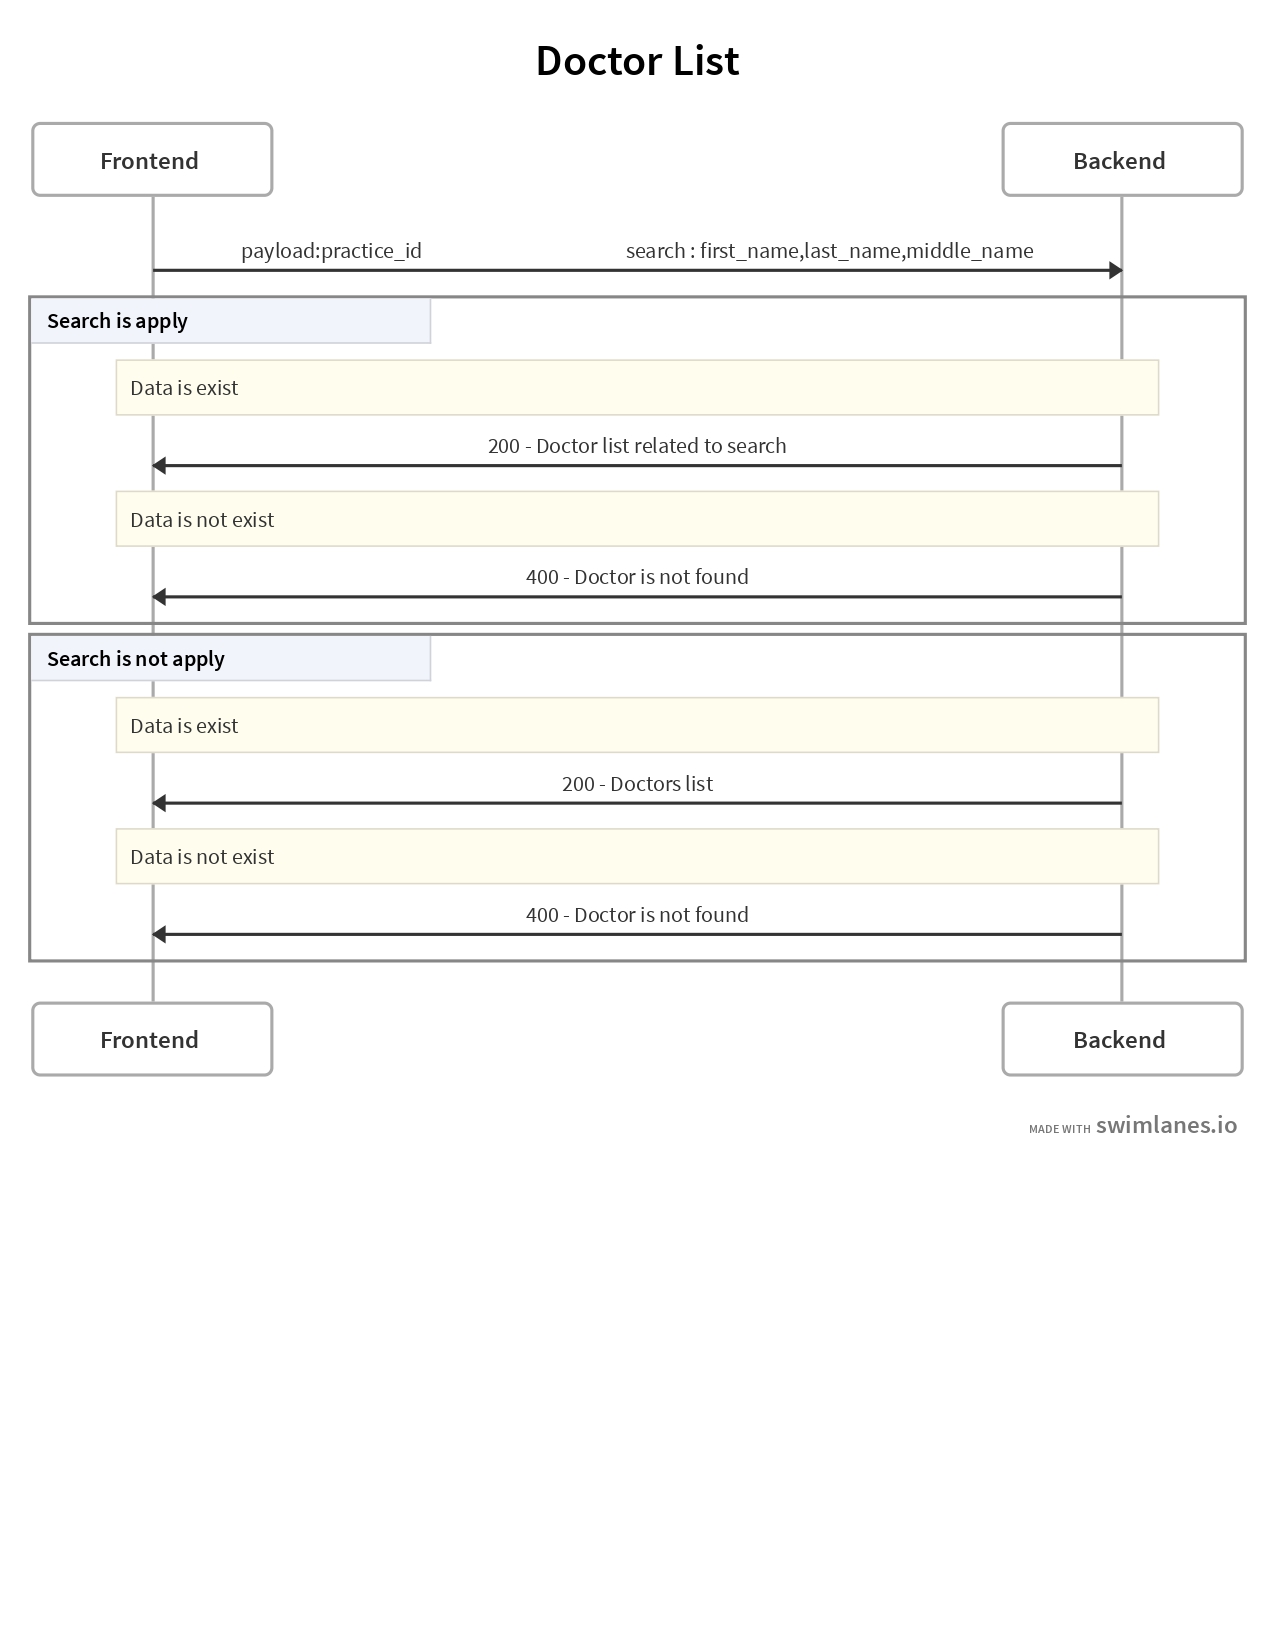 Doctor List
Frontend
Backend
payload:practice_id search : first_name,last_name,middle_name
Search is apply
Data is exist
200 - Doctor list related to search
Data is not exist
400 - Doctor is not found
Search is not apply
Data is exist
200 - Doctors list
Data is not exist
400 - Doctor is not found
Frontend
Backend
MADE WITH swimlanes.io